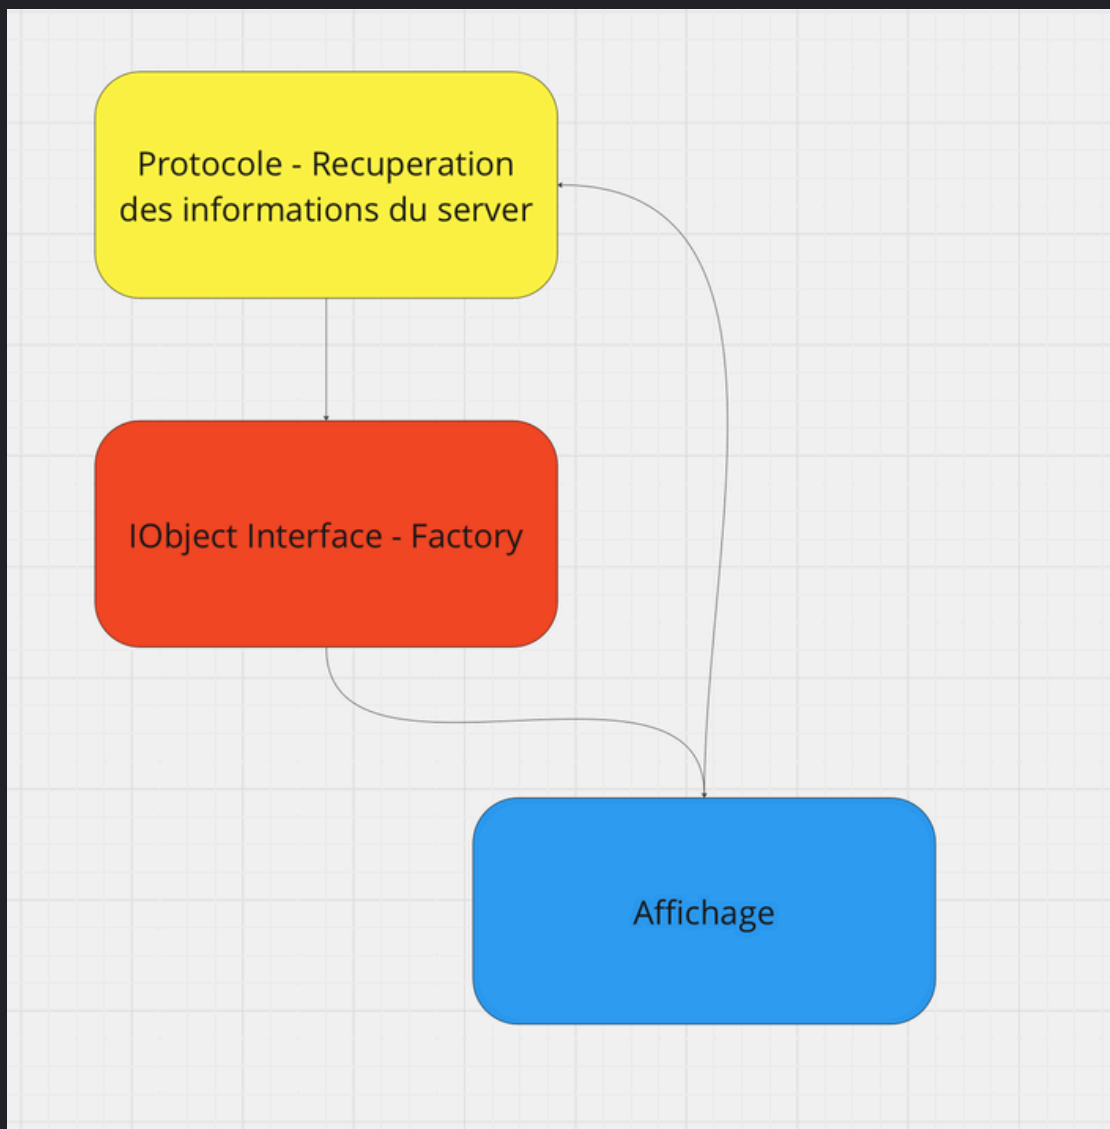 Protocole - Recuperation
des informations du server
IObject Interface - Factory
Affichage